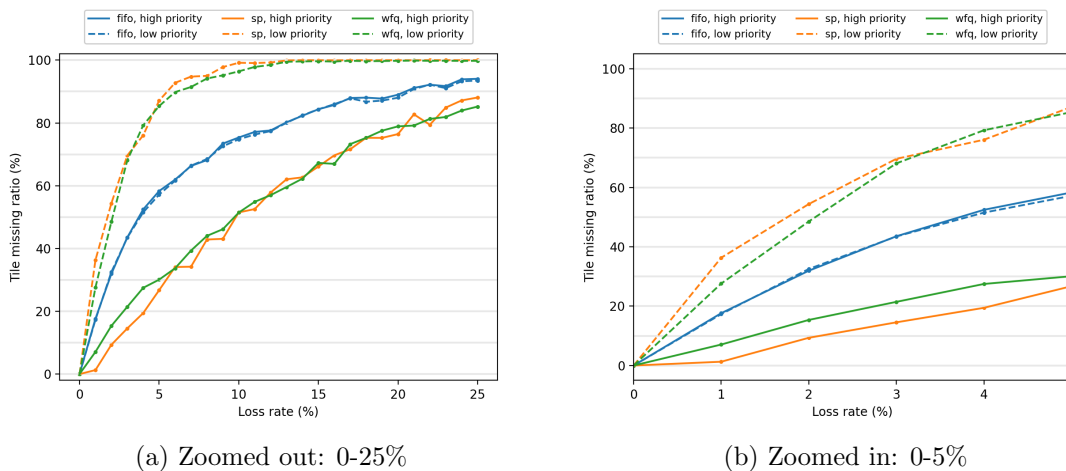 fifo, high priority
fifo, low priority
sp, high priority
sp, low priority
wfq, high priority
wfq, low priority
100
80
60
40
20
0
Tile missing ratio (%)
0 5 10 15 20 25
Loss rate (%)
(a) Zoomed out: 0-25%
fifo, high priority
fifo, low priority
sp, high priority
sp, low priority
wfq, high priority
wfq, low priority
100
80
60
40
20
0
Tile missing ratio (%)
0 1 2 3 4
Loss rate (%)
(b) Zoomed in: 0-5%